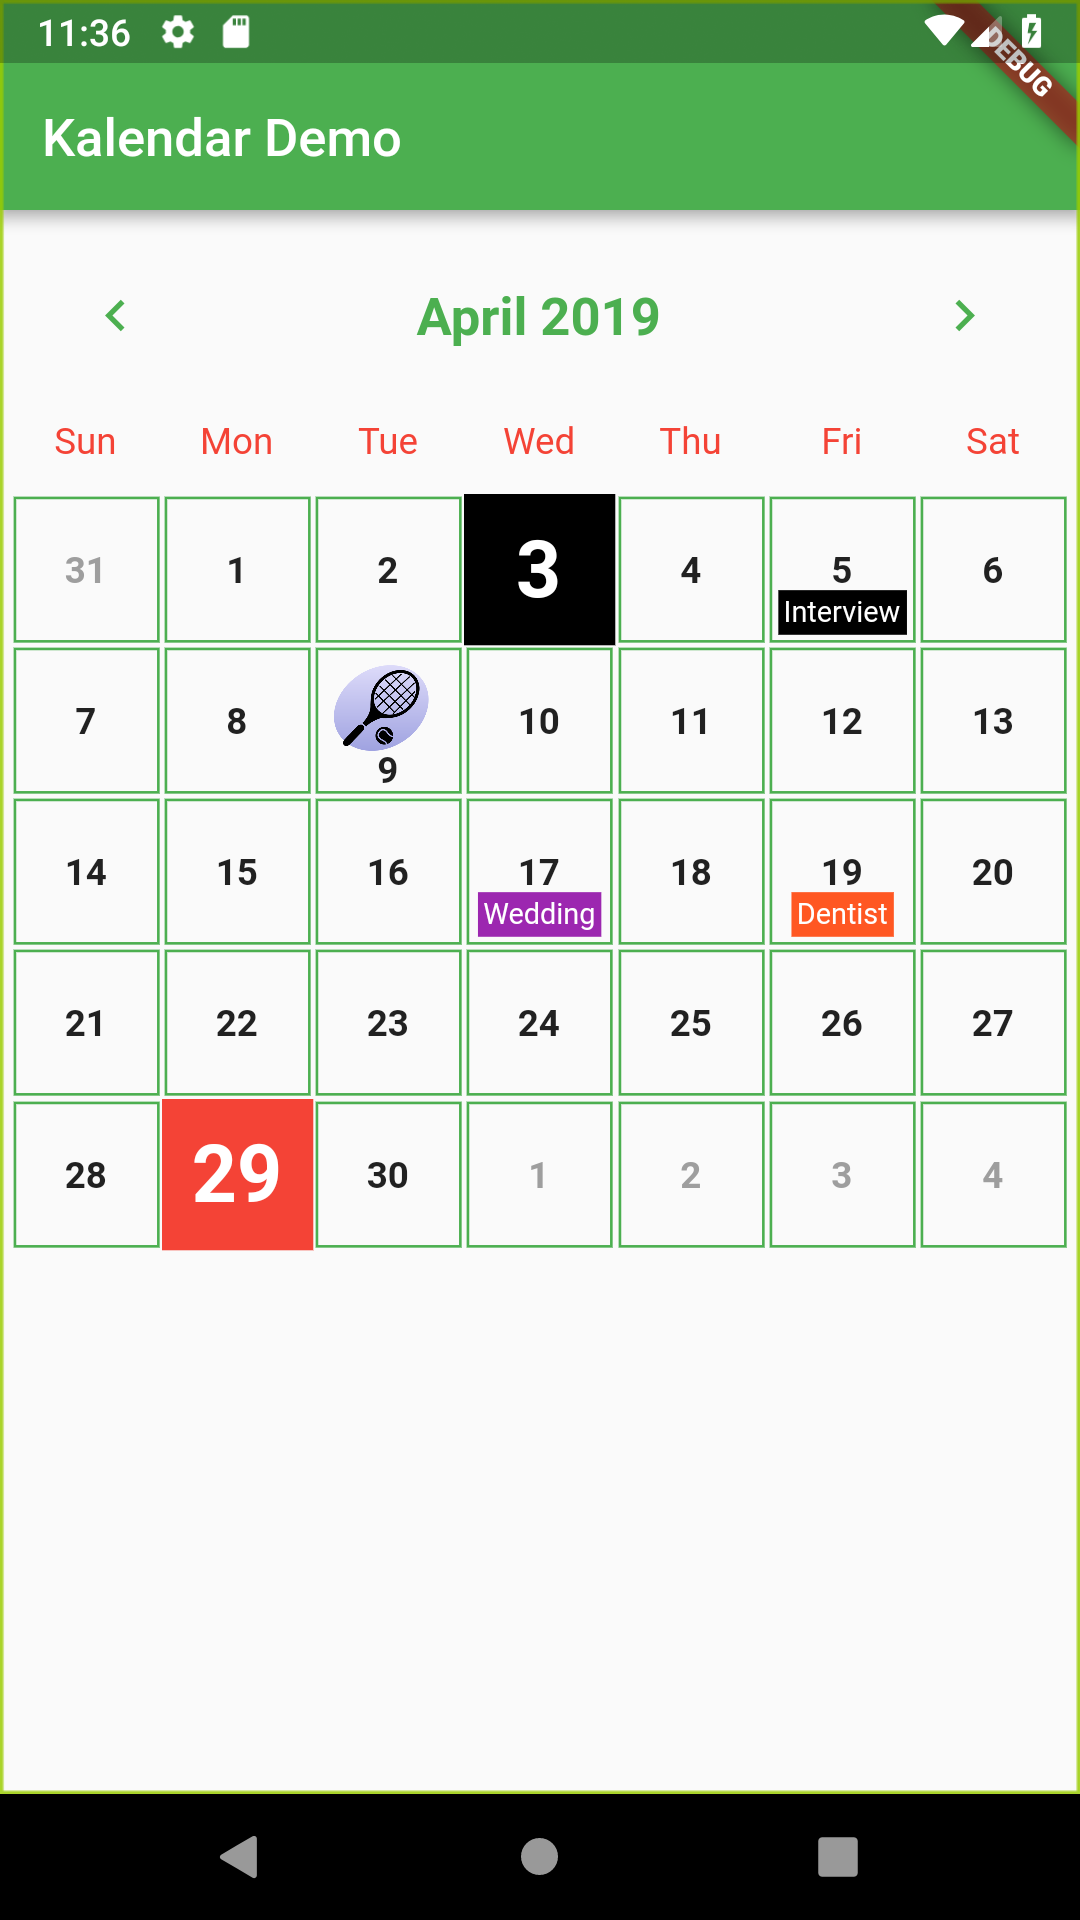 11:36
DEBUG
Kalendar Demo
April 2019
Sun Mon Tue Wed Thu Fri Sat
31 1 2 3 4 5 6
Interview
7 8 9 10 11 12 13
14 15 16 17 18 19 20
Wedding Dentist
21 22 23 24 25 26 27
28 29 30 1 2 3 4